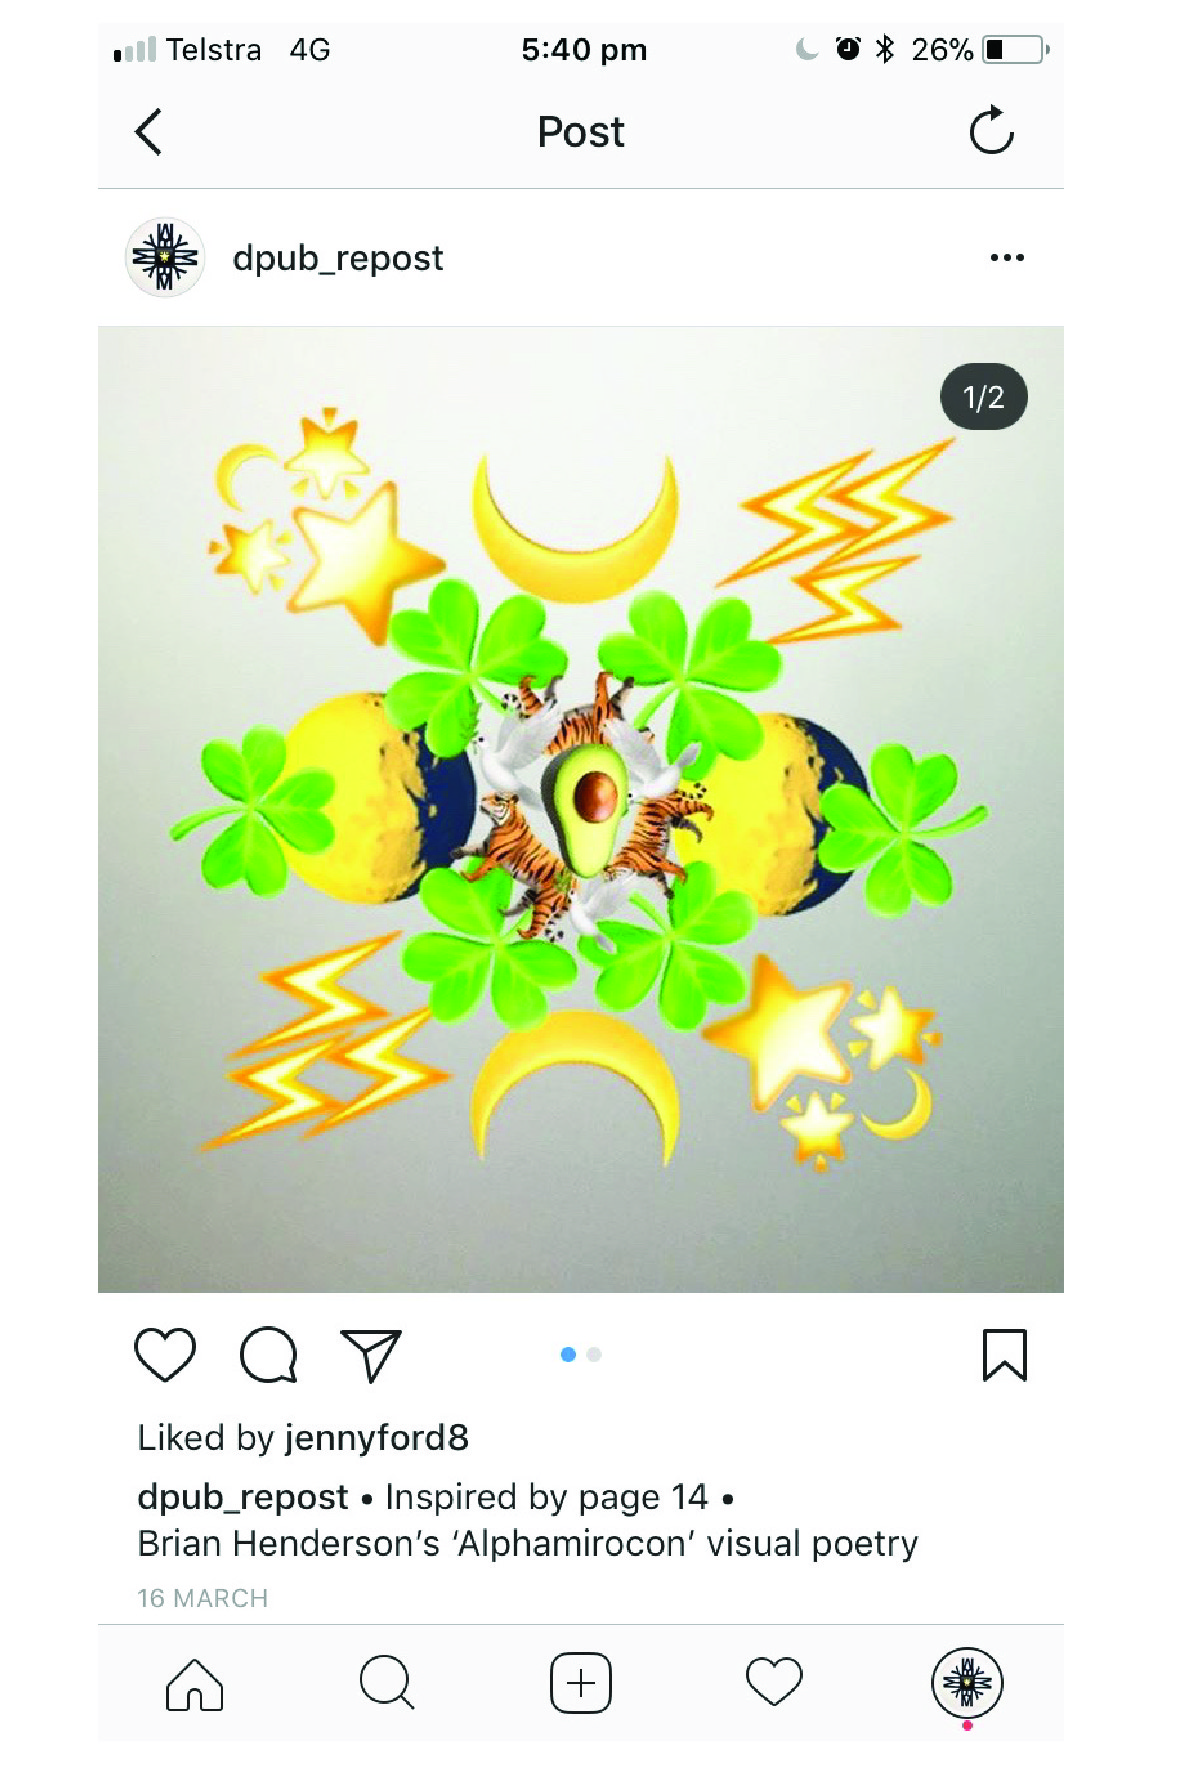 Telstra 4G 5:40 pm 26%
Post
dpub_repost
1/2
Liked by jennyford8
dpub_repost • Inspired by page 14 •
Brian Henderson's 'Alphamirocon' visual poetry
16 MARCH